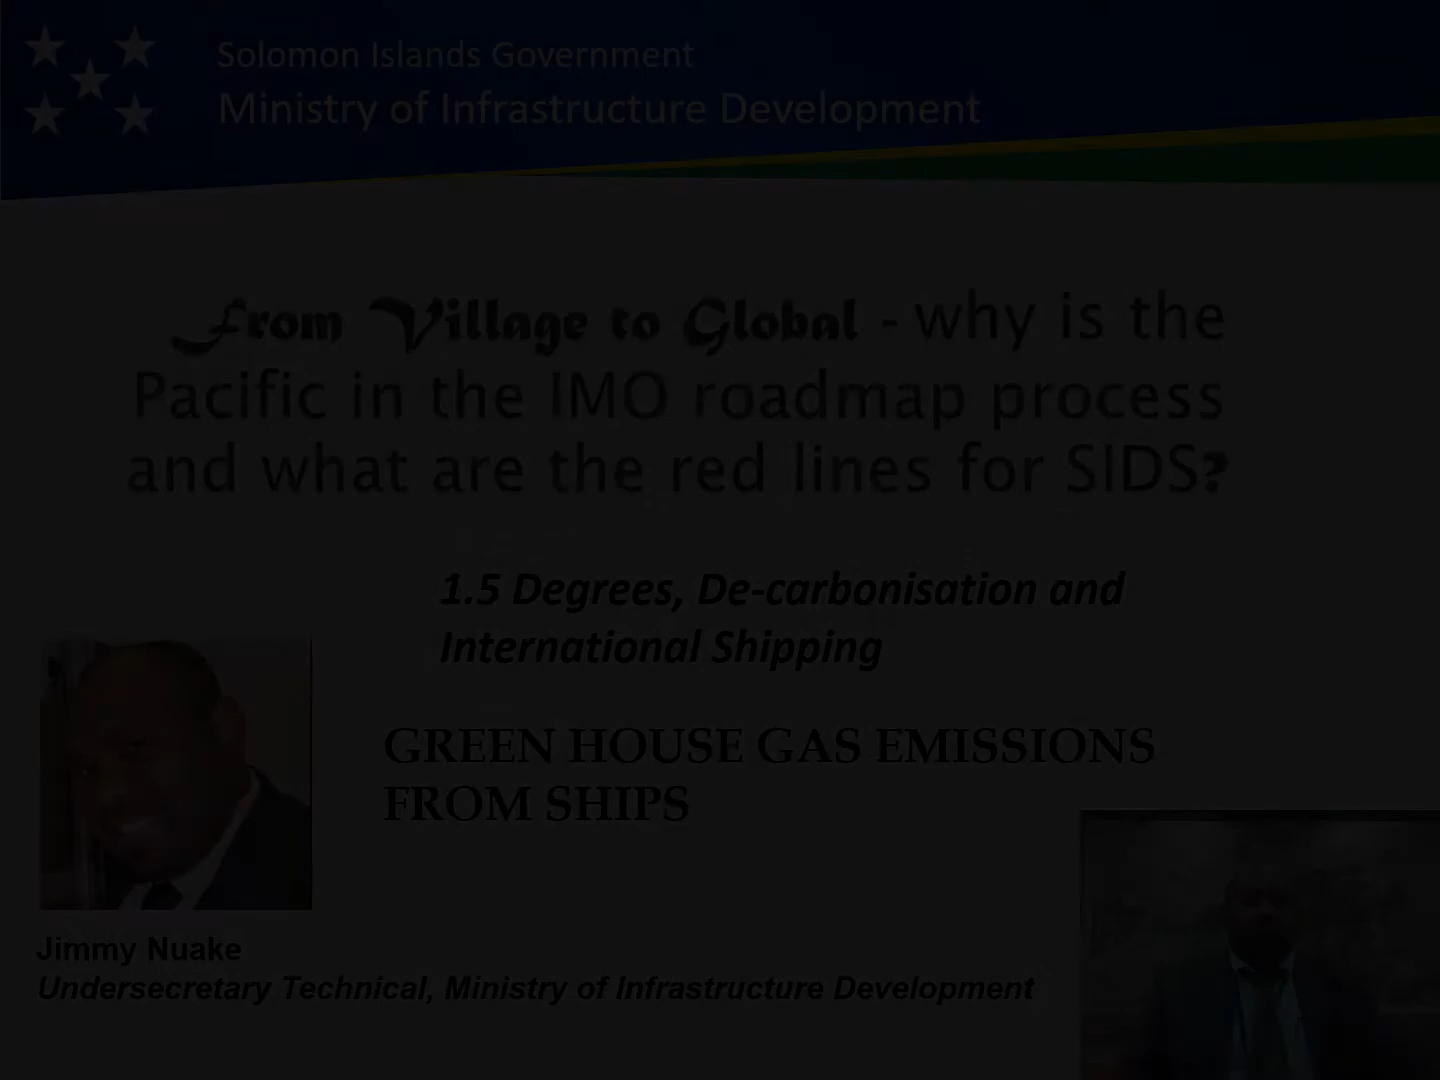 Solomon Islands Government
Ministry of Infrastructure Development
From Village to Global - why is the
Pacific in the IMO roadmap process
and what are the red lines for SIDS?
1.5 Degrees, De-carbonisation and
International Shipping
GREEN HOUSE GAS EMISSIONS
FROM SHIPS
Jimmy Nuake
Undersecretary Technical, Ministry of Infrastructure Development